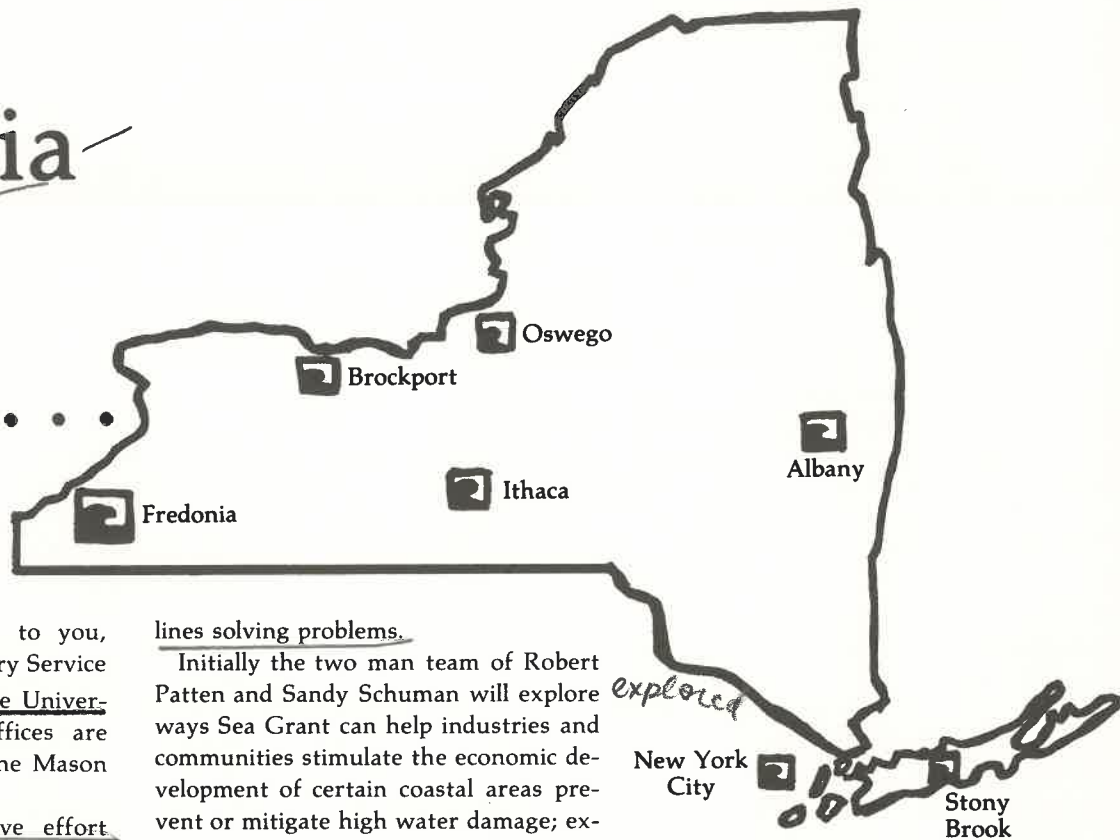 ia
Oswego
Brockport
Albany
Ithaca
Fredonia
to you,
ry Service
e Univer-
ffices are
ne Mason
ve effort
lines solving problems.
Initially the two man team of Robert
Patten and Sandy Schuman will explore
ways Sea Grant can help industries and
communities stimulate the economic de-
velopment of certain coastal areas pre-
vent or mitigate high water damage; ex-
explored
New York
City
Stony
Brook